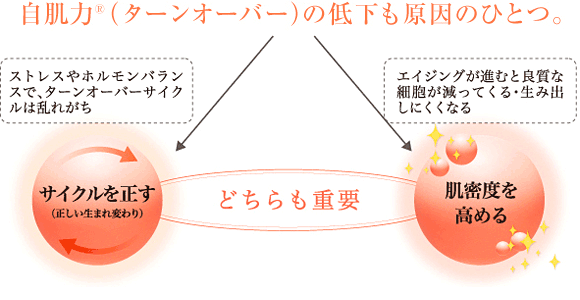 自肌力®（ターンオーバー）の低下も原因のひとつ。
ストレスやホルモンバラン
スで、ターンオーバーサイク
ルは乱れがち
エイジングが進むと良質な
細胞が減ってくる・生み出
しにくくなる
サイクルを正す
（正しい生まれ変わり）
どちらも重要
肌密度を
高める